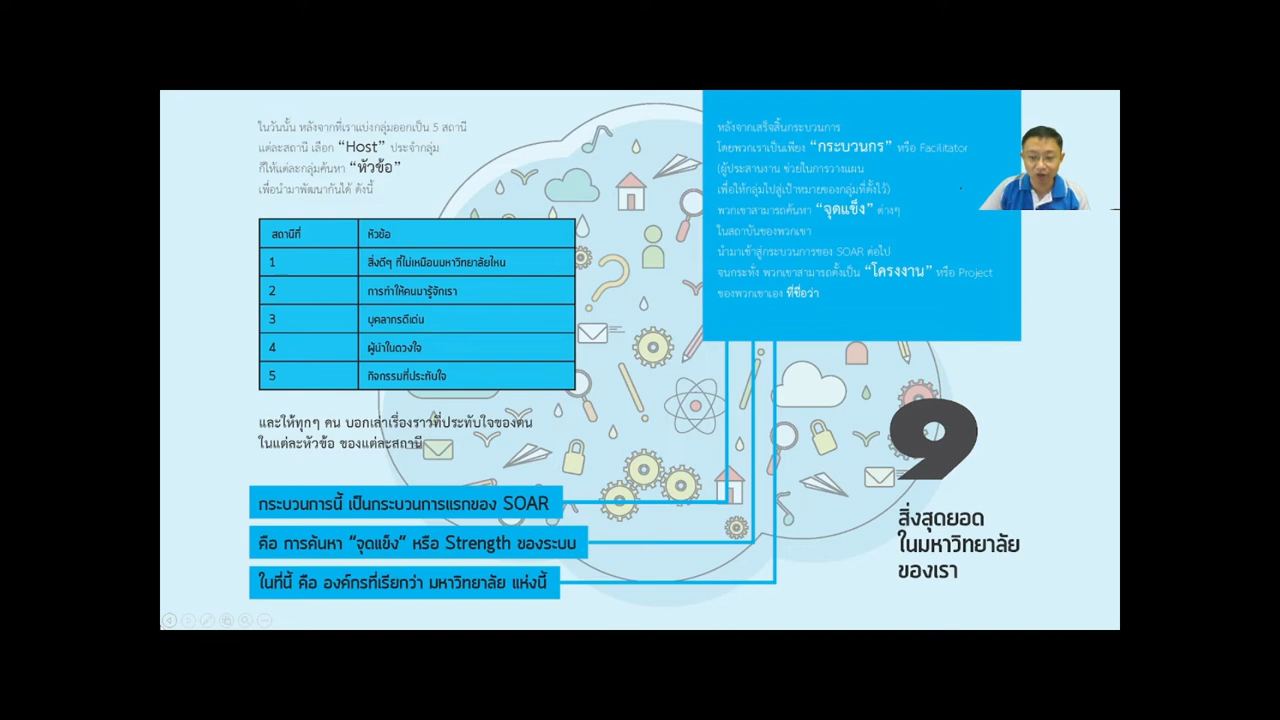 ในวันนั้น หลังจากที่เราแบ่งกลุ่มออกเป็น 5 สถานี
แต่ละสถานี เลือก “Host” ประจำกลุ่ม
ก็ให้แต่ละกลุ่มค้นหา “หัวข้อ”
เพื่อนำมาพัฒนากันได้ ดังนี้
สถานีที่ หัวข้อ
1 สิ่งดีๆ ที่ไม่เหมือนมหาวิทยาลัยไหน
2 การทำให้คนมารู้จักเรา
3 บุคลากรดีเด่น
4 ผู้นำในดวงใจ
5 กิจกรรมที่ประทับใจ
และให้ทุกๆ คน บอกเล่าเรื่องราวที่ประทับใจของตน
ในแต่ละหัวข้อ ของแต่ละสถานี
กระบวนการนี้ เป็นกระบวนการแรกของ SOAR
คือ การค้นหา “จุดแข็ง” หรือ Strength ของระบบ
ในที่นี้ คือ องค์กรที่เรียกว่า มหาวิทยาลัย แห่งนี้
หลังจากเสร็จสิ้นกระบวนการ
โดยพวกเราเป็นเพียง “กระบวนกร” หรือ Facilitator
(ผู้ประสานงาน ช่วยในการวางแผน
เพื่อให้กลุ่มไปสู่เป้าหมายของกลุ่มที่ตั้งไว้)
พวกเขาสามารถค้นหา “จุดแข็ง” ต่างๆ
ในสถาบันของพวกเขา
นำมาเข้าสู่กระบวนการของ SOAR ต่อไป
จนกระทั่ง พวกเขาสามารถตั้งเป็น “โครงงาน” หรือ Project
ของพวกเขาเอง ที่ชื่อว่า
9
สิ่งสุดยอด
ในมหาวิทยาลัย
ของเรา